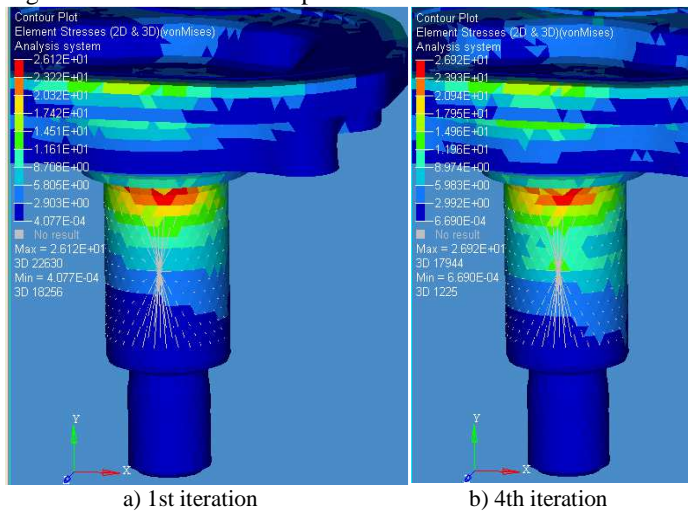 Contour Plot
Element Stresses (2D & 3D)(vonMises)
Analysis system
2.612E+01
2.322E+01
2.032E+01
1.742E+01
1.451E+01
1.161E+01
8.708E+00
5.805E+00
2.903E+00
4.077E-04
No result
Max = 2.612E+01
3D 22630
Min = 4.077E-04
3D 18256
Y
X
Contour Plot
Element Stresses (2D & 3D)(vonMises)
Analysis system
2.692E+01
2.393E+01
2.094E+01
1.795E+01
1.496E+01
1.196E+01
8.974E+00
5.983E+00
2.992E+00
6.690E-04
No result
Max = 2.692E+01
3D 17944
Min = 6.690E-04
3D 1225
Y
X
a) 1st iteration
b) 4th iteration